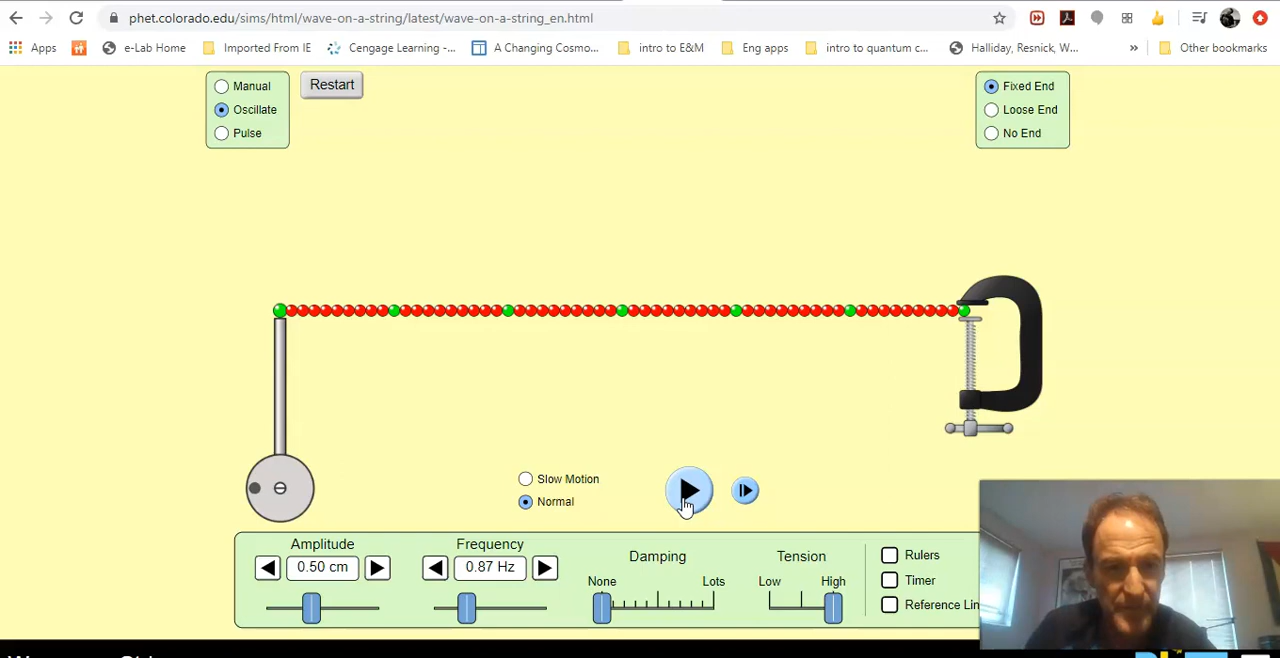 phet.colorado.edu/sims/html/wave-on-a-string/latest/wave-on-a-string_en.html
Apps e-Lab Home Imported From IE Cengage Learning -... A Changing Cosmo... intro to E&M Eng apps intro to quantum c... Halliday, Resnick, W... » Other bookmarks
Manual
Oscillate
Pulse
Restart
Fixed End
Loose End
No End
Slow Motion
Normal
Amplitude
0.50 cm
Frequency
0.87 Hz
Damping
None Lots
Tension
Low High
Rulers
Timer
Reference Lin